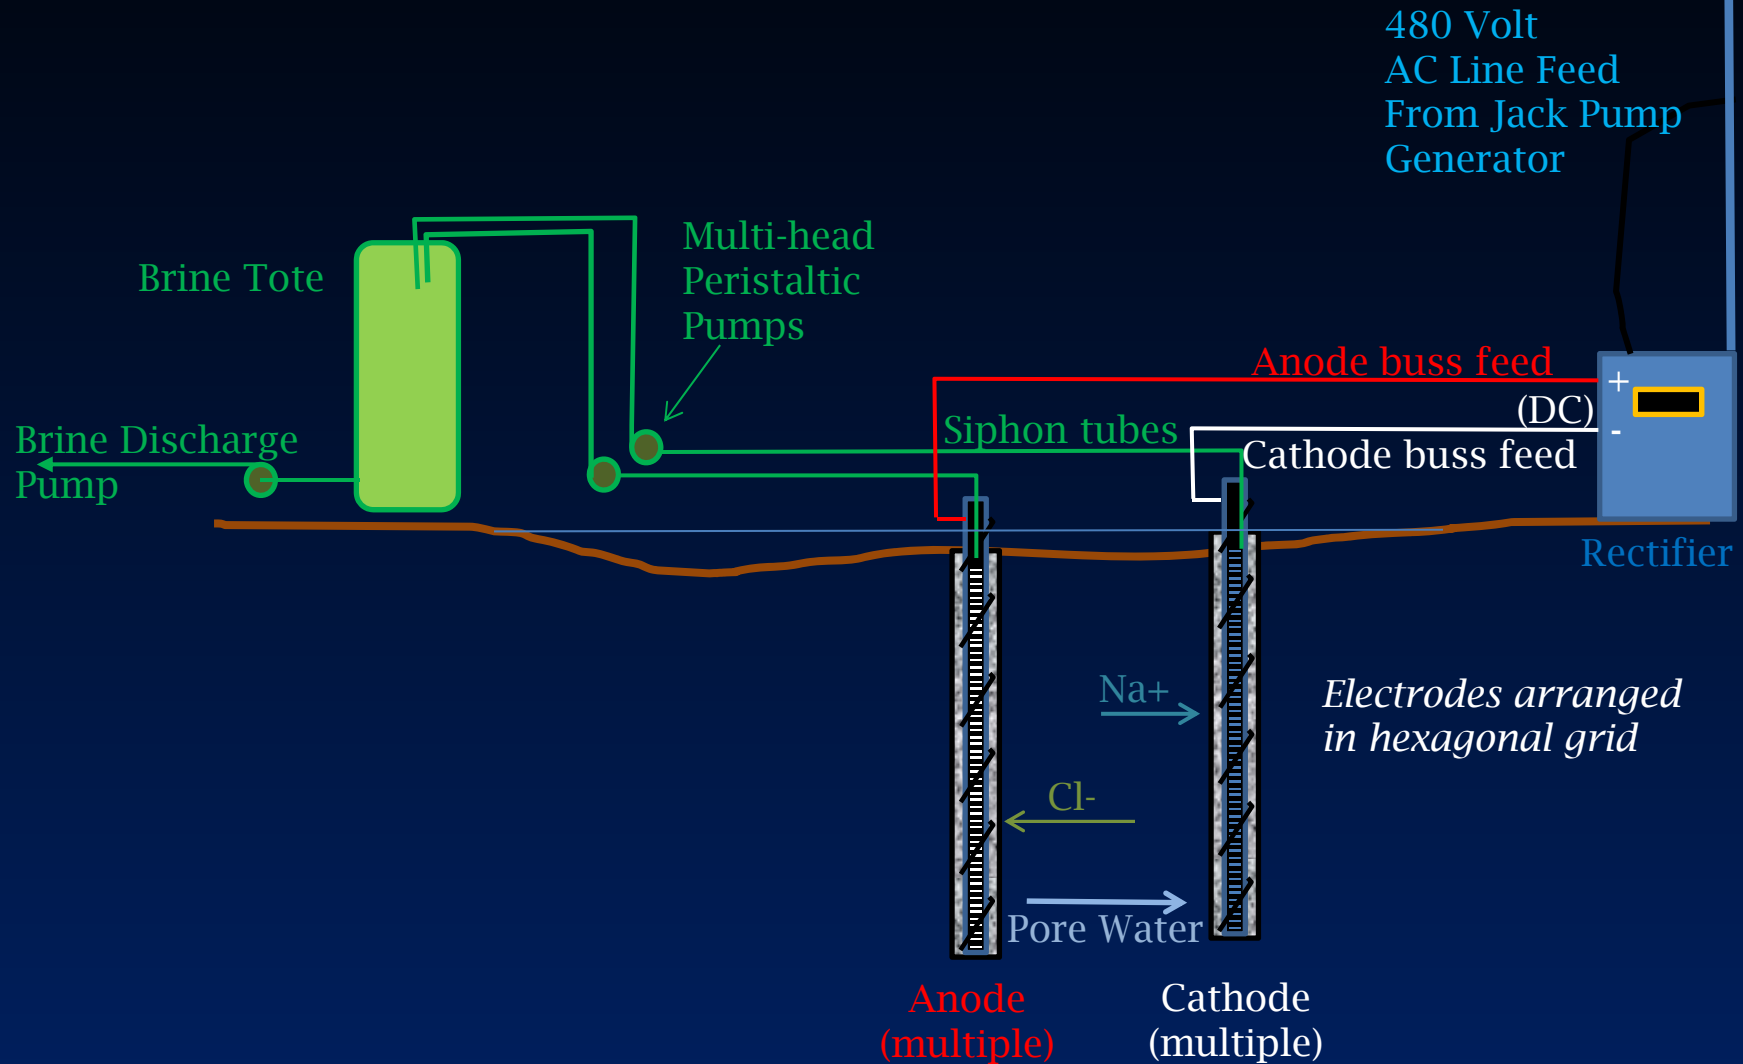 480 Volt
AC Line Feed
From Jack Pump
Generator
Multi-head
Peristaltic
Pumps
Brine Tote
Anode buss feed
+
(DC)
-
Siphon tubes
Cathode buss feed
Brine Discharge
Pump
Rectifier
Na+
Electrodes arranged
in hexagonal grid
Cl-
Pore Water
Anode
(multiple)
Cathode
(multiple)